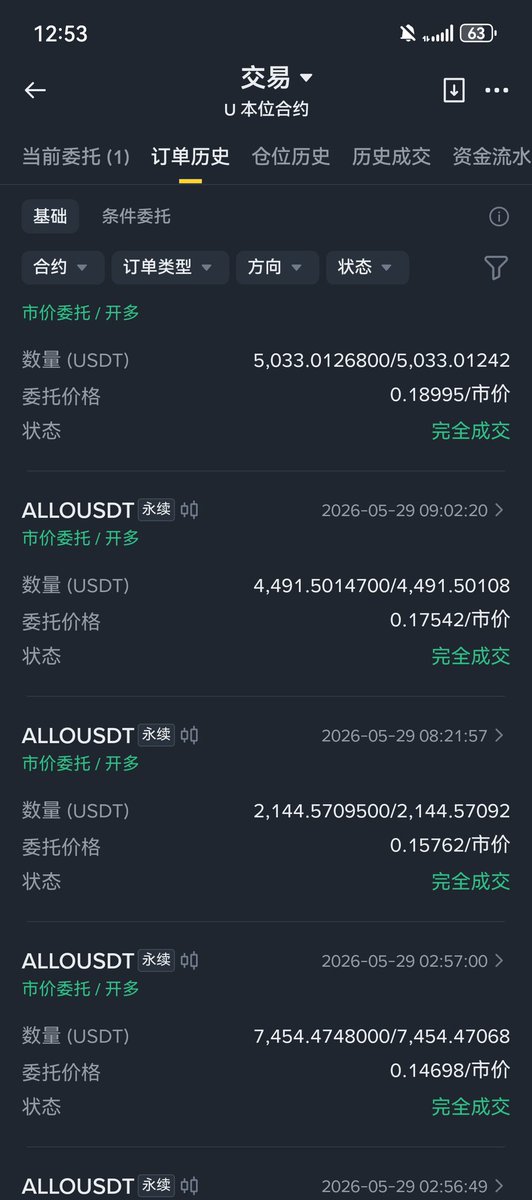 12:53
63
交易
U 本位合约
当前委托 (1) 订单历史 仓位历史 历史成交 资金流水
基础 条件委托
合约 订单类型 方向 状态
市价委托 / 开多
数量 (USDT) 5,033.0126800/5,033.01242
委托价格 0.18995/市价
状态 完全成交
ALLOUSDT 永续 2026-05-29 09:02:20
市价委托 / 开多
数量 (USDT) 4,491.5014700/4,491.50108
委托价格 0.17542/市价
状态 完全成交
ALLOUSDT 永续 2026-05-29 08:21:57
市价委托 / 开多
数量 (USDT) 2,144.5709500/2,144.57092
委托价格 0.15762/市价
状态 完全成交
ALLOUSDT 永续 2026-05-29 02:57:00
市价委托 / 开多
数量 (USDT) 7,454.4748000/7,454.47068
委托价格 0.14698/市价
状态 完全成交
ALLOUSDT 永续 2026-05-29 02:56:49